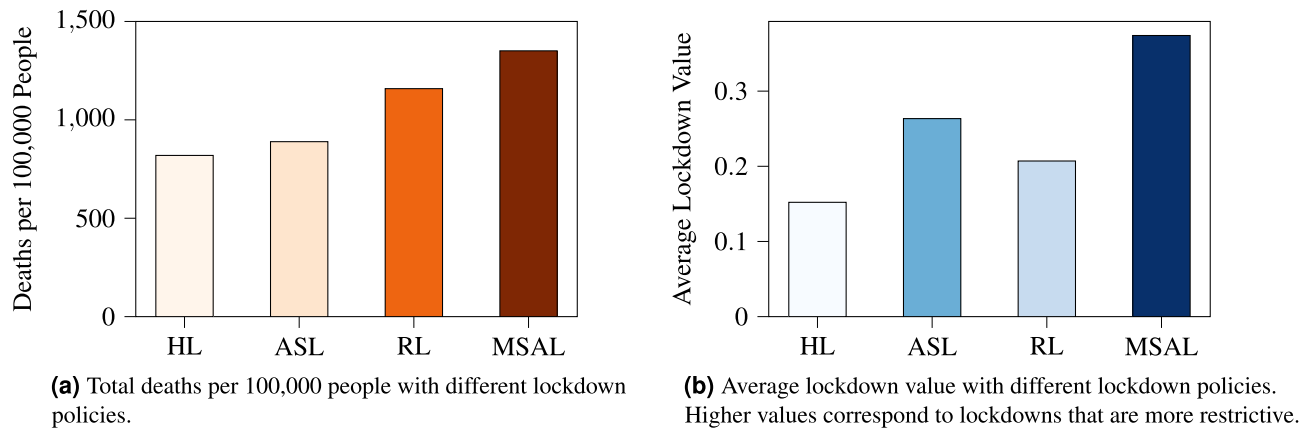 Deaths per 100,000 People
1,500
1,000
500
0
HL ASL RL MSAL
(a) Total deaths per 100,000 people with different lockdown
policies.
Average Lockdown Value
0.3
0.2
0.1
0
HL ASL RL MSAL
(b) Average lockdown value with different lockdown policies.
Higher values correspond to lockdowns that are more restrictive.